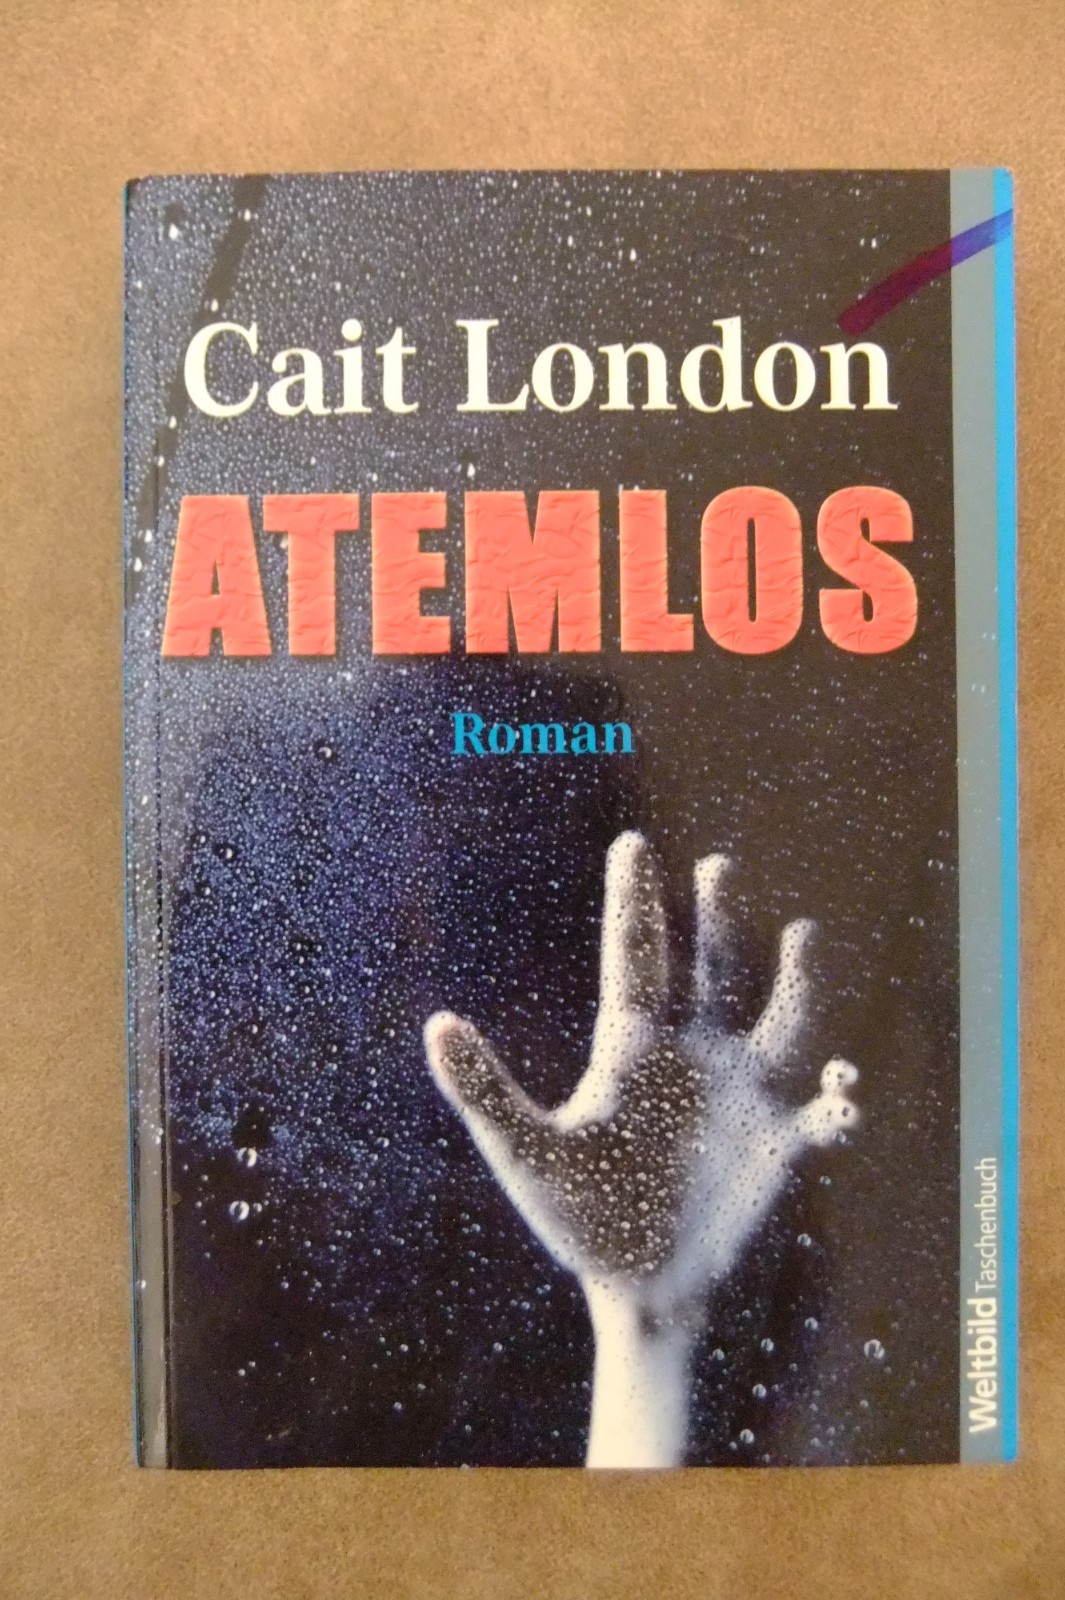 Cait London
ATEMLOS
Roman
Weltbild Taschenbuch